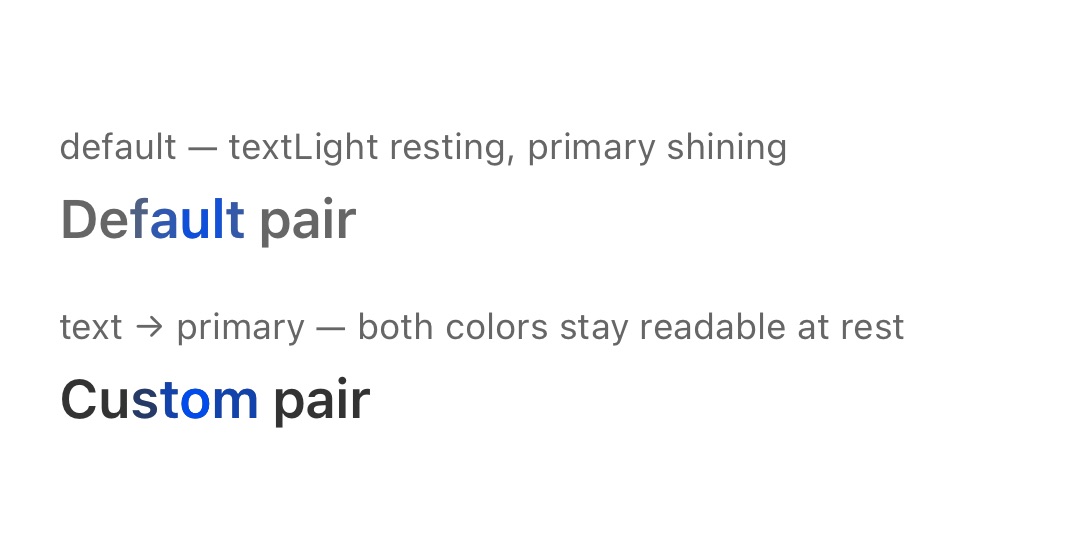 default — textLight resting, primary shining
Default pair
text → primary — both colors stay readable at rest
Custom pair